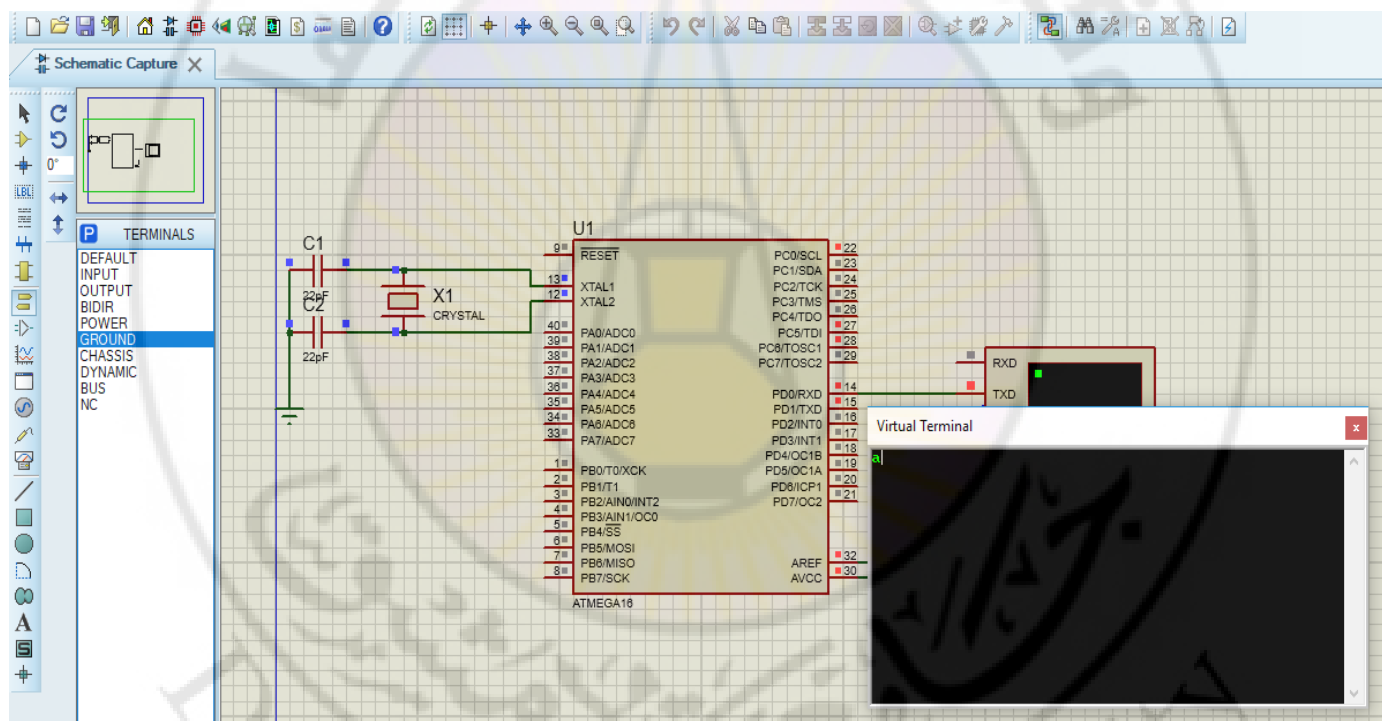 Schematic Capture
0°
LBL
TERMINALS
DEFAULT
INPUT
OUTPUT
BIDIR
POWER
GROUND
CHASSIS
DYNAMIC
BUS
NC
C1
22pF
C2
22pF
X1
CRYSTAL
U1
9
RESET
13
XTAL1
12
XTAL2
40
PA0/ADC0
39
PA1/ADC1
38
PA2/ADC2
37
PA3/ADC3
36
PA4/ADC4
35
PA5/ADC5
34
PA6/ADC6
33
PA7/ADC7
1
PB0/T0/XCK
2
PB1/T1
3
PB2/AIN0/INT2
4
PB3/AIN1/OC0
5
PB4/SS
6
PB5/MOSI
7
PB6/MISO
8
PB7/SCK
PC0/SCL
22
PC1/SDA
23
PC2/TCK
24
PC3/TMS
25
PC4/TDO
26
PC5/TDI
27
PC6/TOSC1
28
PC7/TOSC2
29
PD0/RXD
14
PD1/TXD
15
PD2/INT0
16
PD3/INT1
17
PD4/OC1B
18
PD5/OC1A
19
PD6/ICP1
20
PD7/OC2
21
AREF
32
AVCC
30
ATMEGA16
RXD
TXD
Virtual Terminal
a